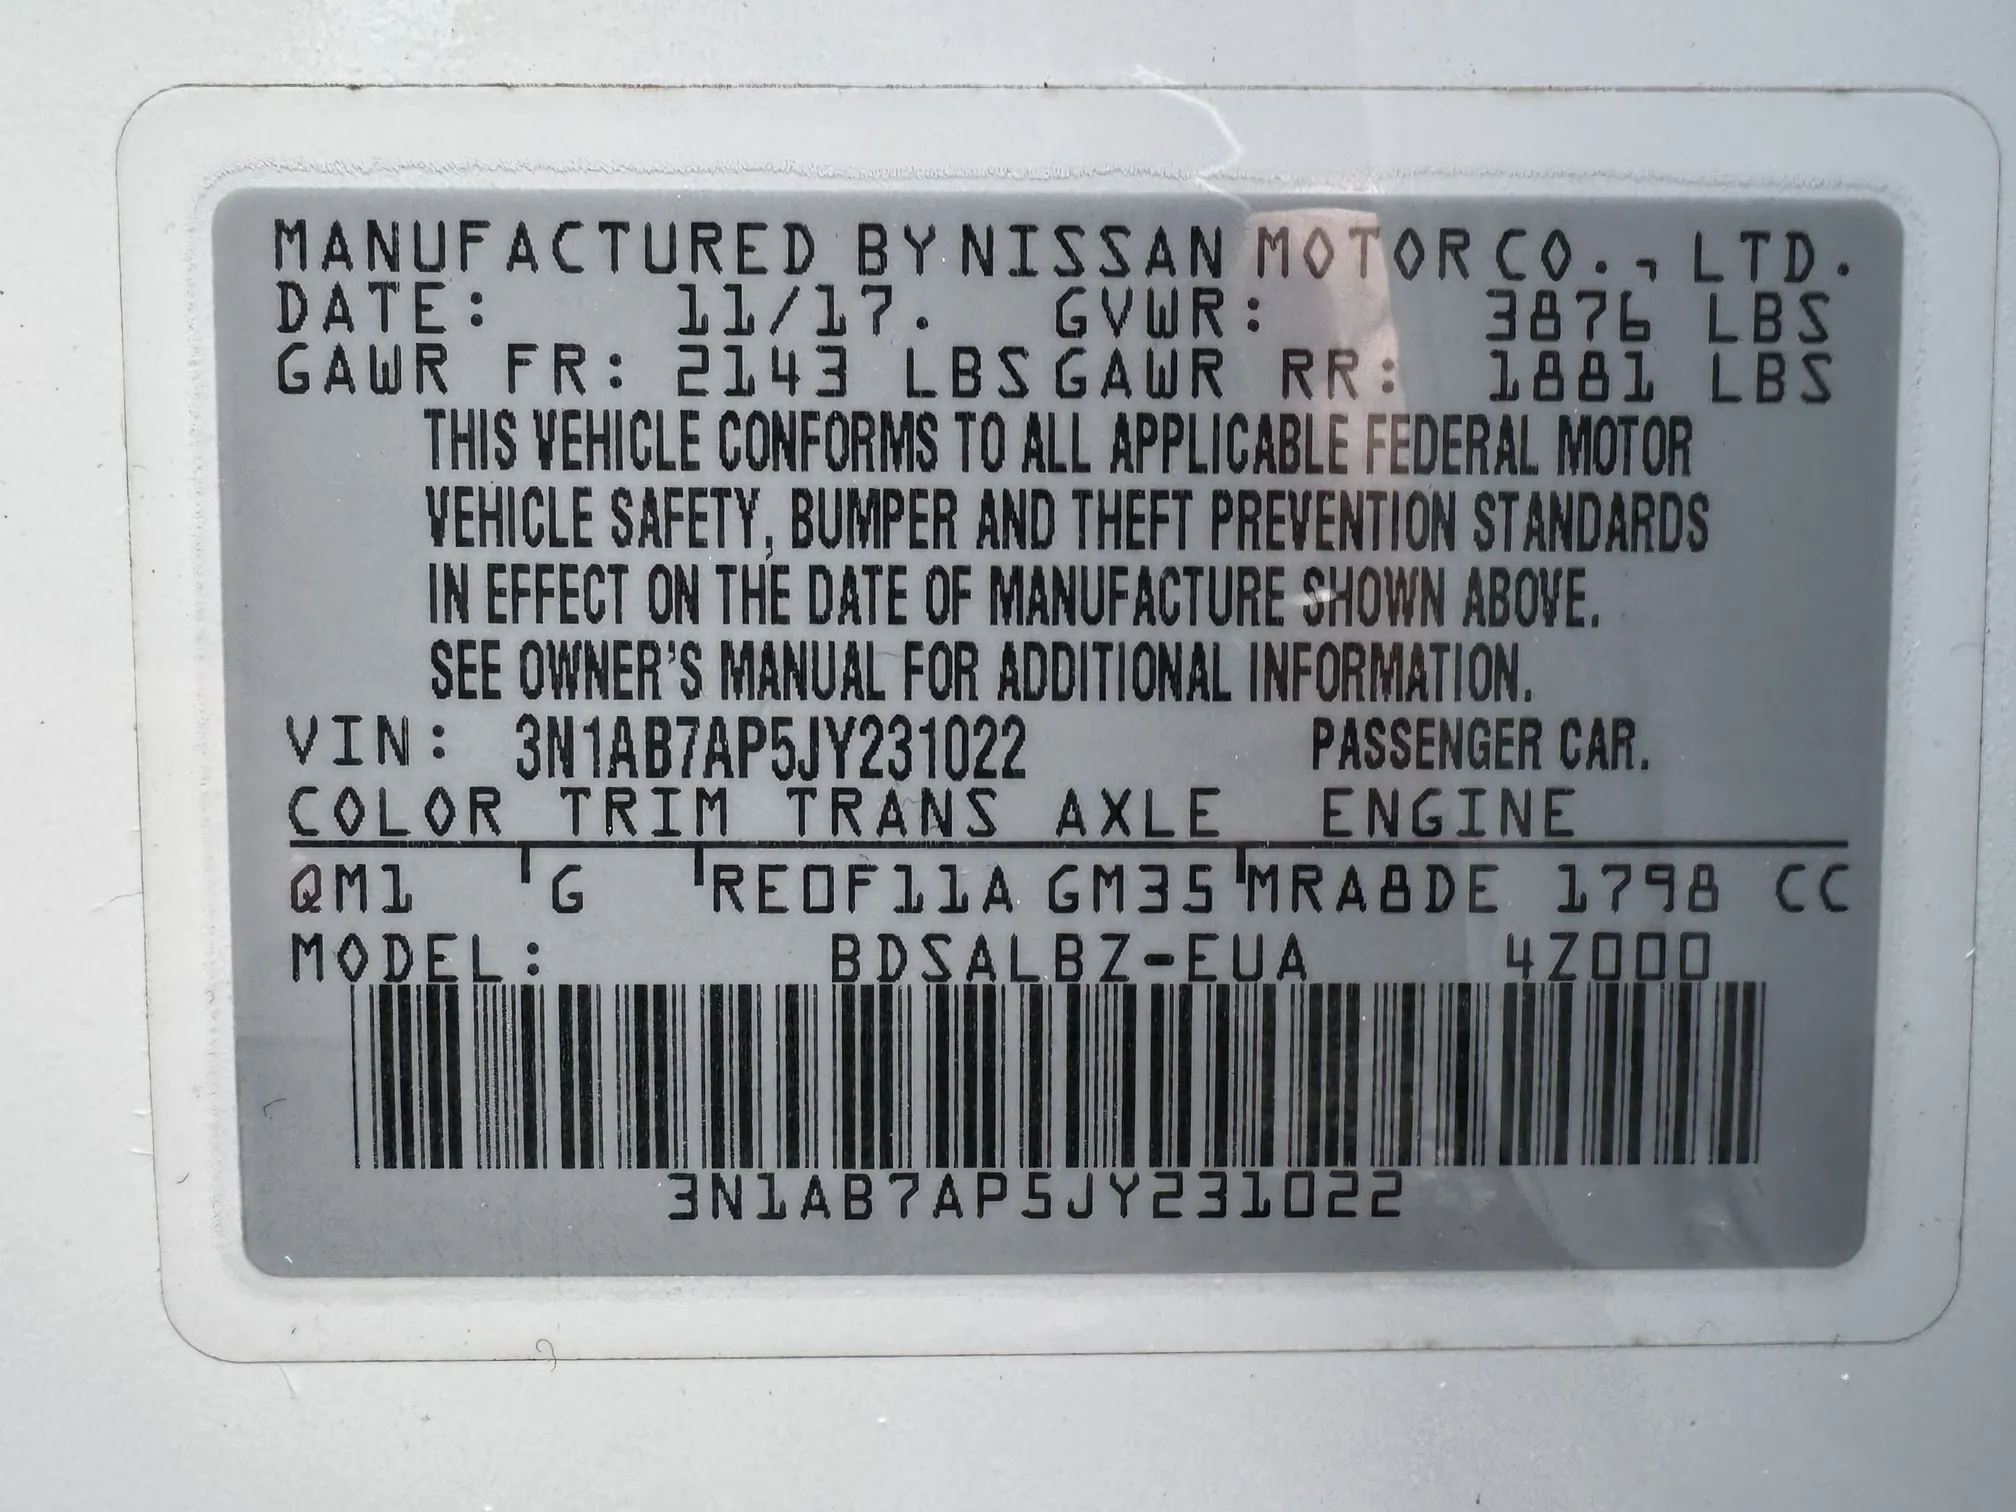 MANUFACTURED BY NISSAN MOTOR CO., LTD.
DATE: 11/17. GVWR: 3876 LBS
GAWR FR: 2143 LBS GAWR RR: 1881 LBS
THIS VEHICLE CONFORMS TO ALL APPLICABLE FEDERAL MOTOR
VEHICLE SAFETY, BUMPER AND THEFT PREVENTION STANDARDS
IN EFFECT ON THE DATE OF MANUFACTURE SHOWN ABOVE.
SEE OWNER'S MANUAL FOR ADDITIONAL INFORMATION.
VIN: 3N1AB7AP5JY231022 PASSENGER CAR.
COLOR TRIM TRANS AXLE ENGINE
QM1 G RE0F11A GM35 MRA8DE 1798 CC
MODEL: BDSALBZ-EUA 4Z000
3N1AB7AP5JY231022